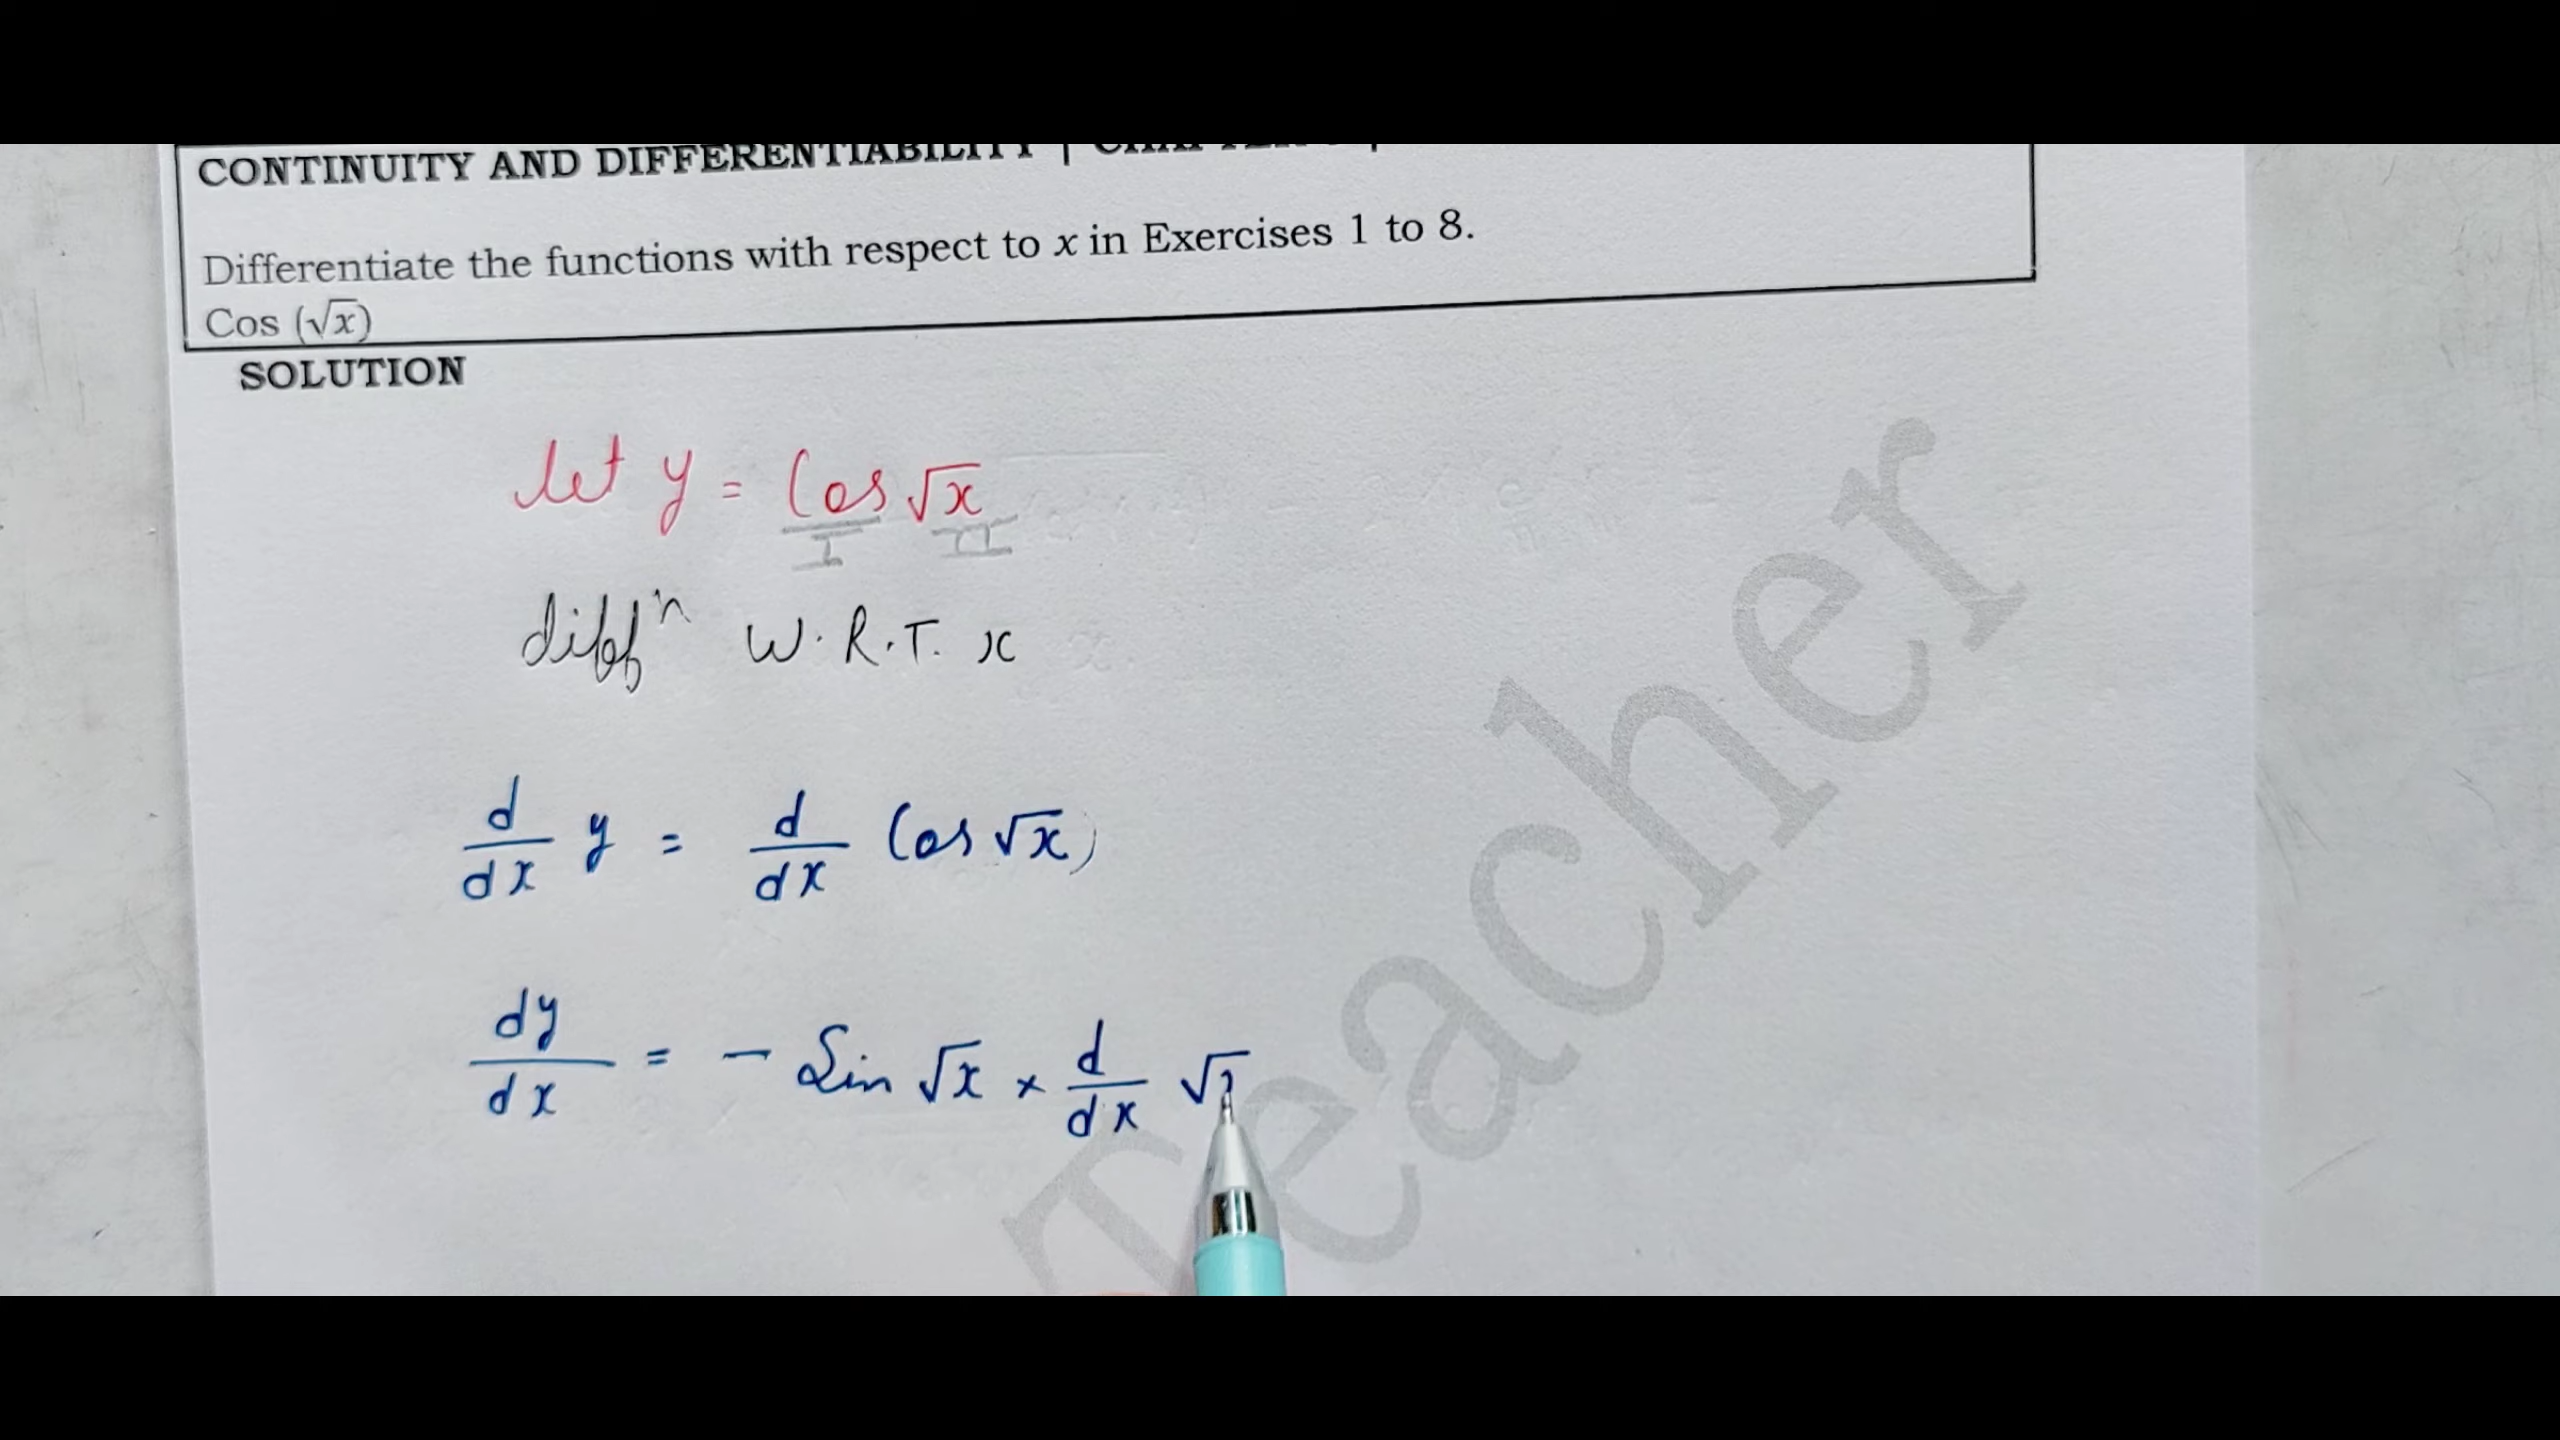 CONTINUITY AND DIFFERENTIABILITY |
Differentiate the functions with respect to x in Exercises 1 to 8.
Cos (√x)
SOLUTION
let y = Cos √x
I II
diffⁿ W.R.T. x
d/dx y = d/dx Cos √x)
dy/dx = - Sin √x × d/dx √x
Teacher